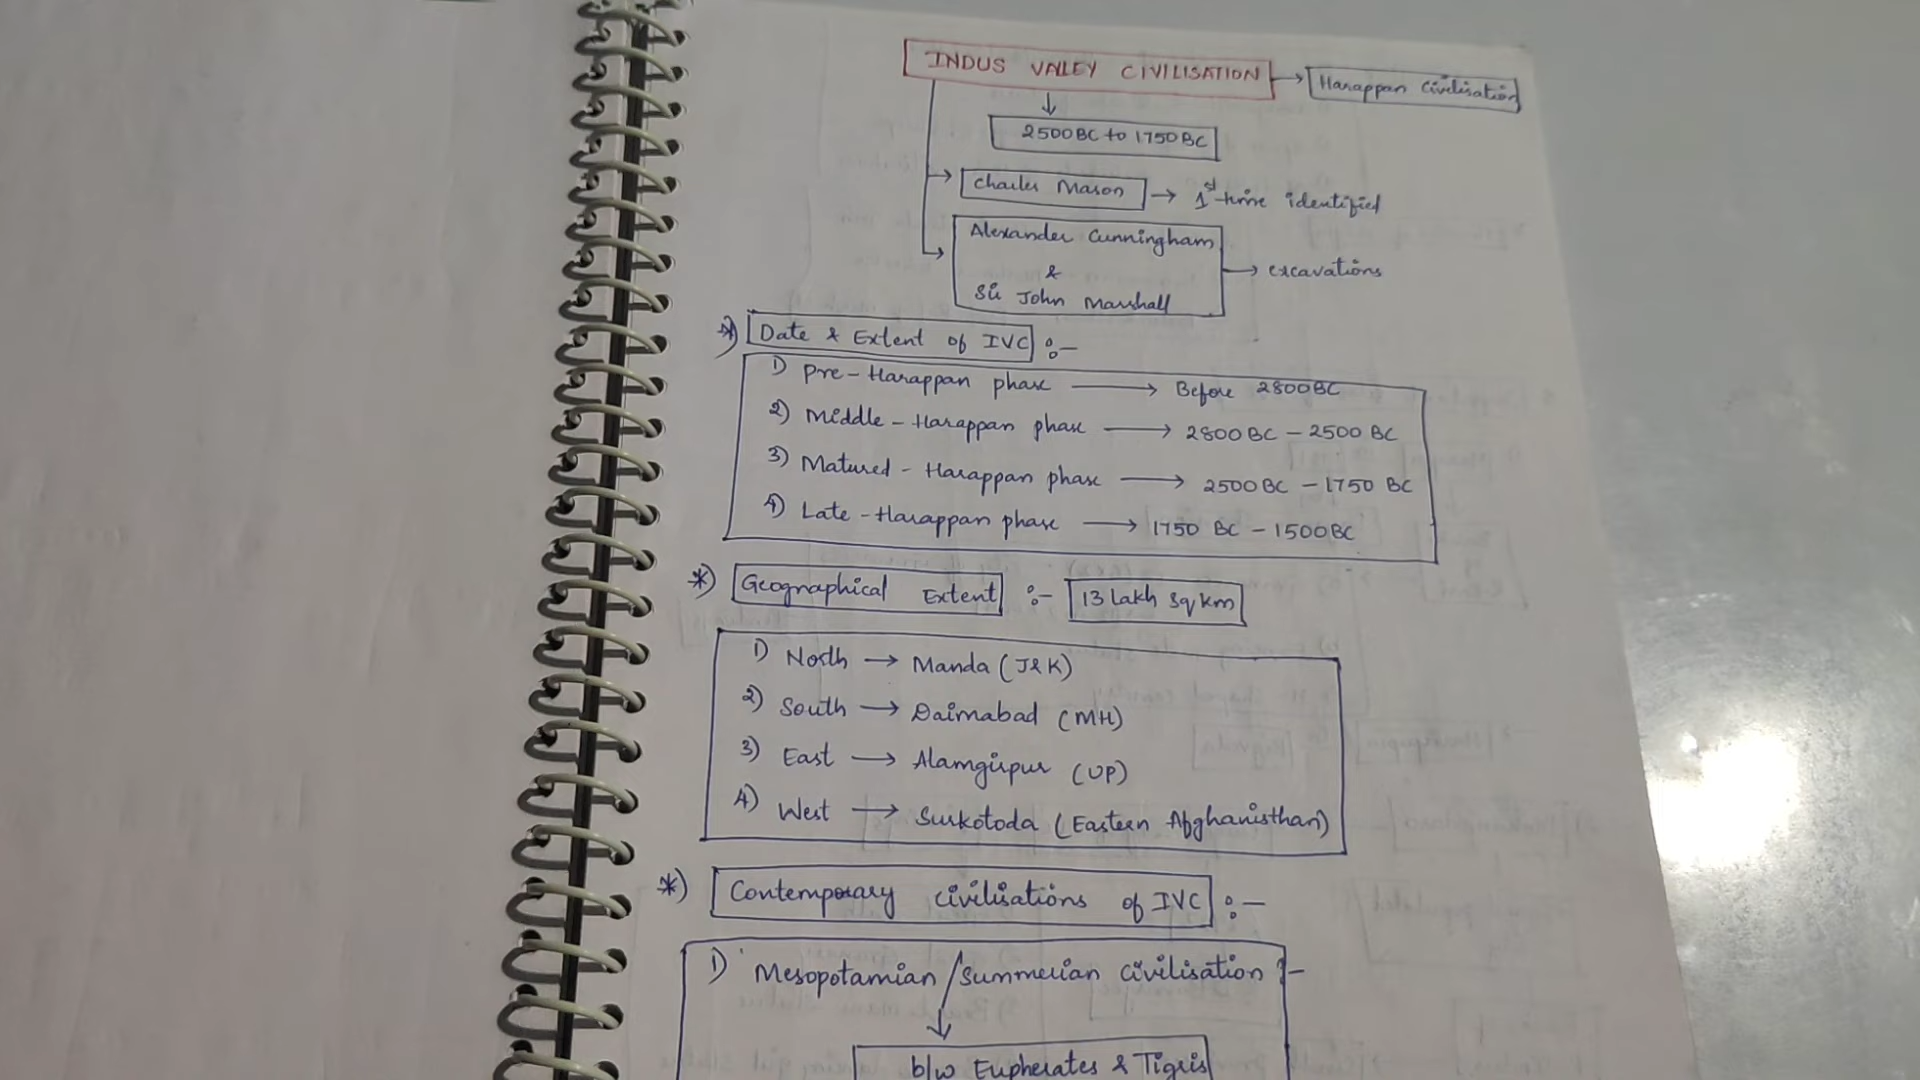 INDUS VALLEY CIVILISATION → Harappan Civilisation
2500BC to 1750BC
Charles Mason → 1st time identified
Alexander Cunningham
&
Sir John Marshall
→ excavations
*) Date & Extent of IVC :-
1) Pre-Harappan phase → Before 2800BC
2) Middle-Harappan phase → 2800 BC - 2500 BC
3) Matured-Harappan phase → 2500BC - 1750 BC
4) Late-Harappan phase → 1750 BC - 1500BC
*) Geographical Extent :- 13 lakh sq km
1) North → Manda (J&K)
2) South → Daimabad (MH)
3) East → Alamgirpur (UP)
4) West → Surkotoda (Eastern Afghanisthan)
*) Contemporary civilisations of IVC :-
1) Mesopotamian/Summerian civilisation :-
b/w Eupherates & Tigris